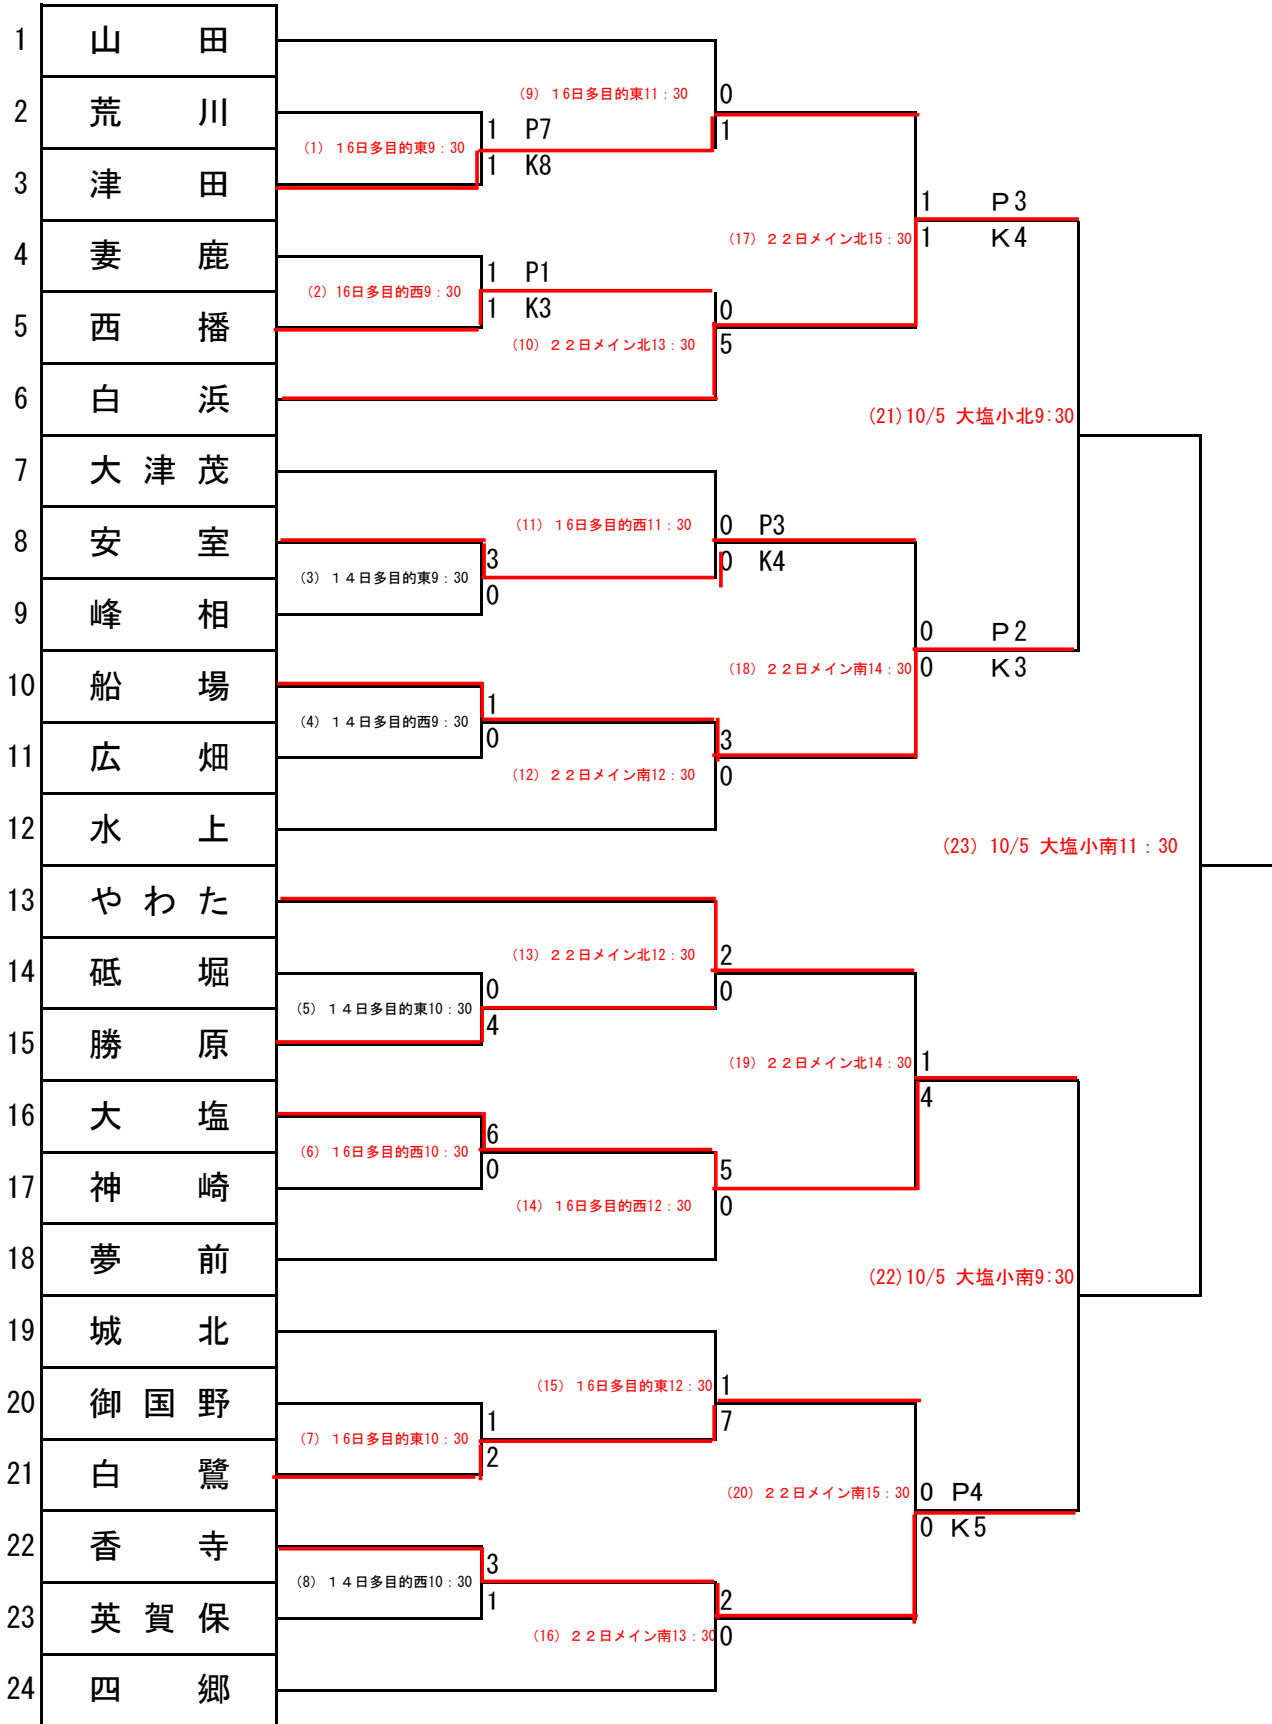 1 山田
(9) 16日多目的東11:30 0
2 荒川
1 P7 1
(1) 16日多目的東9:30
1 K8
3 津田
1 P3
(17) 22日メイン北15:30 1 K4
4 妻鹿
1 P1
(2) 16日多目的西9:30
1 K3 0
5 西播
(10) 22日メイン北13:30 5
6 白浜
(21)10/5 大塩小北9:30
7 大津茂
(11) 16日多目的西11:30 0 P3
8 安室
3 0 K4
(3) 14日多目的東9:30
0
9 峰相
0 P2
(18) 22日メイン南14:30 0 K3
10 船場
1
(4) 14日多目的西9:30
0 3
11 広畑
(12) 22日メイン南12:30 0
12 水上
(23) 10/5 大塩小南11:30
13 やわた
(13) 22日メイン北12:30 2
14 砥堀
0 0
(5) 14日多目的東10:30
4
15 勝原
(19) 22日メイン北14:30 1
4
16 大塩
6
(6) 16日多目的西10:30
0 5
17 神崎
(14) 16日多目的西12:30 0
18 夢前
(22)10/5 大塩小南9:30
19 城北
(15) 16日多目的東12:30 1
20 御国野
1 7
(7) 16日多目的東10:30
2
21 白鷺
(20) 22日メイン南15:30 0 P4
0 K5
22 香寺
3
(8) 14日多目的西10:30
1 2
23 英賀保
(16) 22日メイン南13:30 0
24 四郷